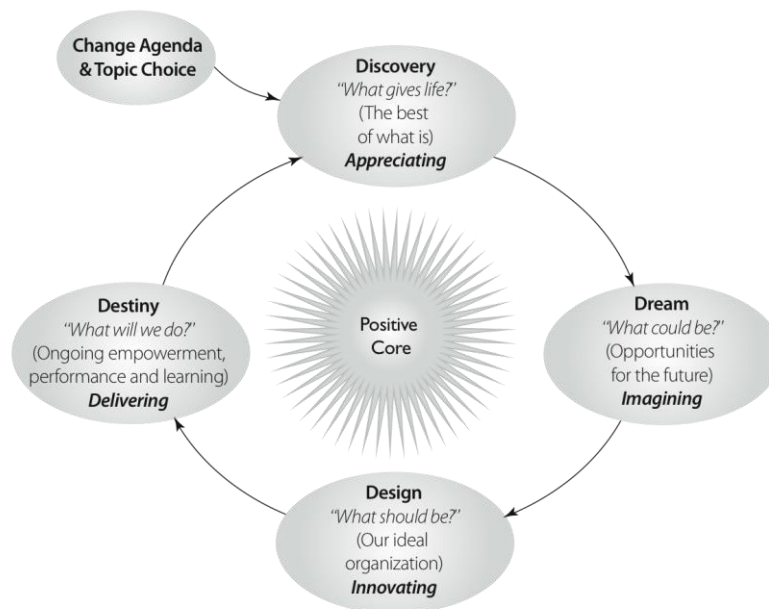 Change Agenda
& Topic Choice
Discovery
“What gives life?”
(The best
of what is)
Appreciating
Destiny
“What will we do?”
(Ongoing empowerment,
performance and learning)
Delivering
Positive
Core
Dream
“What could be?”
(Opportunities
for the future)
Imagining
Design
“What should be?”
(Our ideal
organization)
Innovating